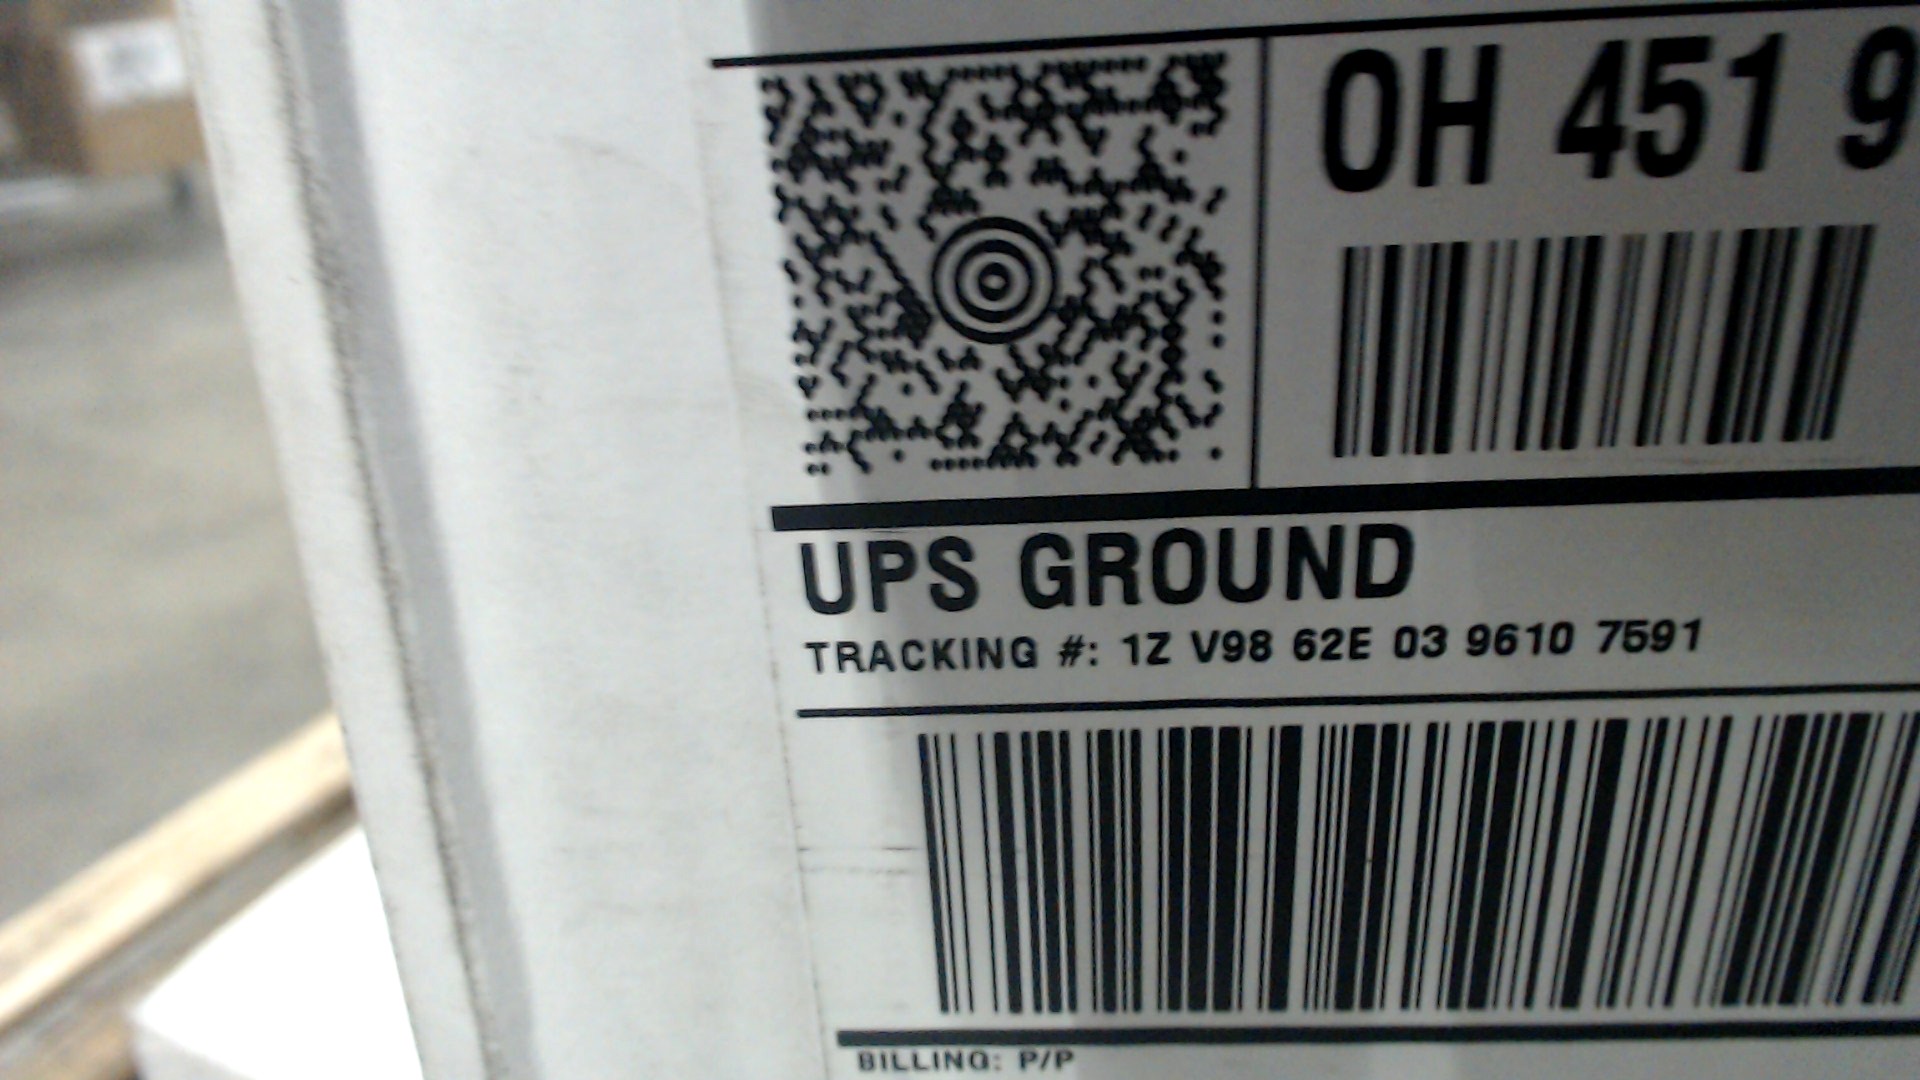 OH 451 9
UPS GROUND
TRACKING #: 1Z V98 62E 03 9610 7591
BILLING: P/P